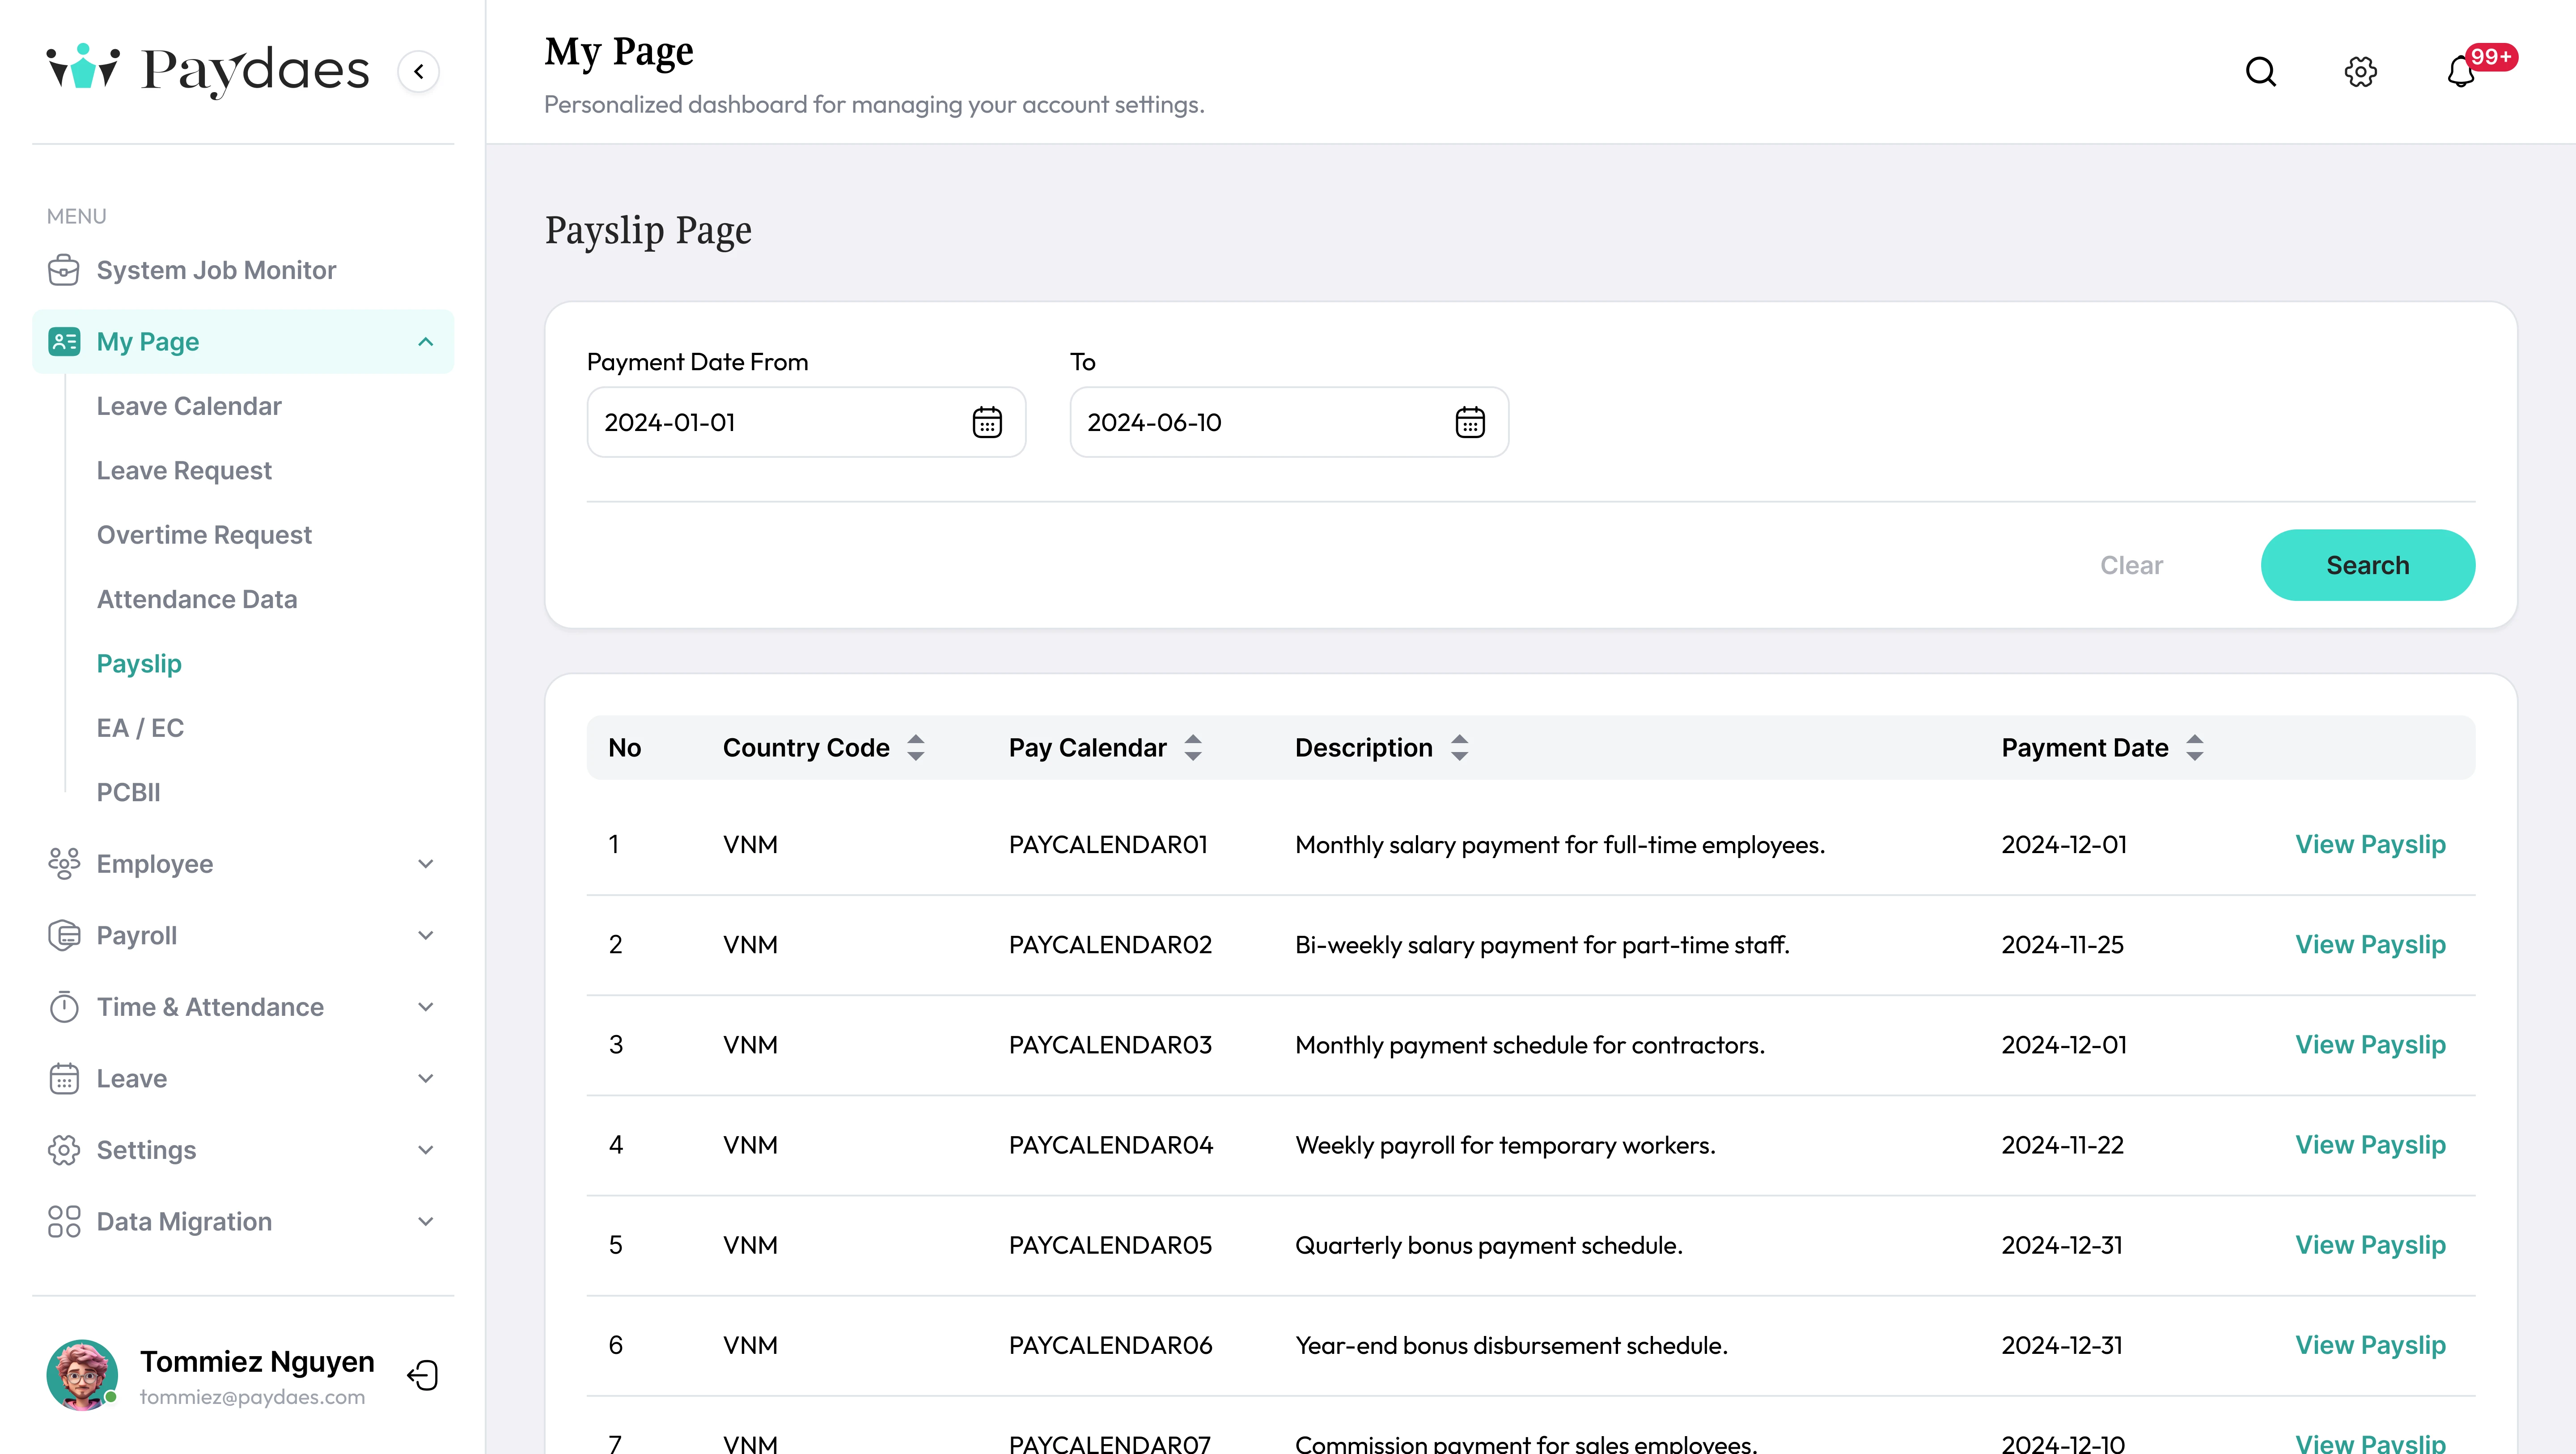 Paydaes
My Page
Personalized dashboard for managing your account settings.
99+
MENU
System Job Monitor
My Page
Leave Calendar
Leave Request
Overtime Request
Attendance Data
Payslip
EA / EC
PCBII
Employee
Payroll
Time & Attendance
Leave
Settings
Data Migration
Tommiez Nguyen
tommiez@paydaes.com
Payslip Page
Payment Date From To
2024-01-01 2024-06-10
Clear Search
No Country Code Pay Calendar Description Payment Date
1 VNM PAYCALENDAR01 Monthly salary payment for full-time employees. 2024-12-01 View Payslip
2 VNM PAYCALENDAR02 Bi-weekly salary payment for part-time staff. 2024-11-25 View Payslip
3 VNM PAYCALENDAR03 Monthly payment schedule for contractors. 2024-12-01 View Payslip
4 VNM PAYCALENDAR04 Weekly payroll for temporary workers. 2024-11-22 View Payslip
5 VNM PAYCALENDAR05 Quarterly bonus payment schedule. 2024-12-31 View Payslip
6 VNM PAYCALENDAR06 Year-end bonus disbursement schedule. 2024-12-31 View Payslip
7 VNM PAYCALENDAR07 Commission payment for sales employees. 2024-12-10 View Payslip